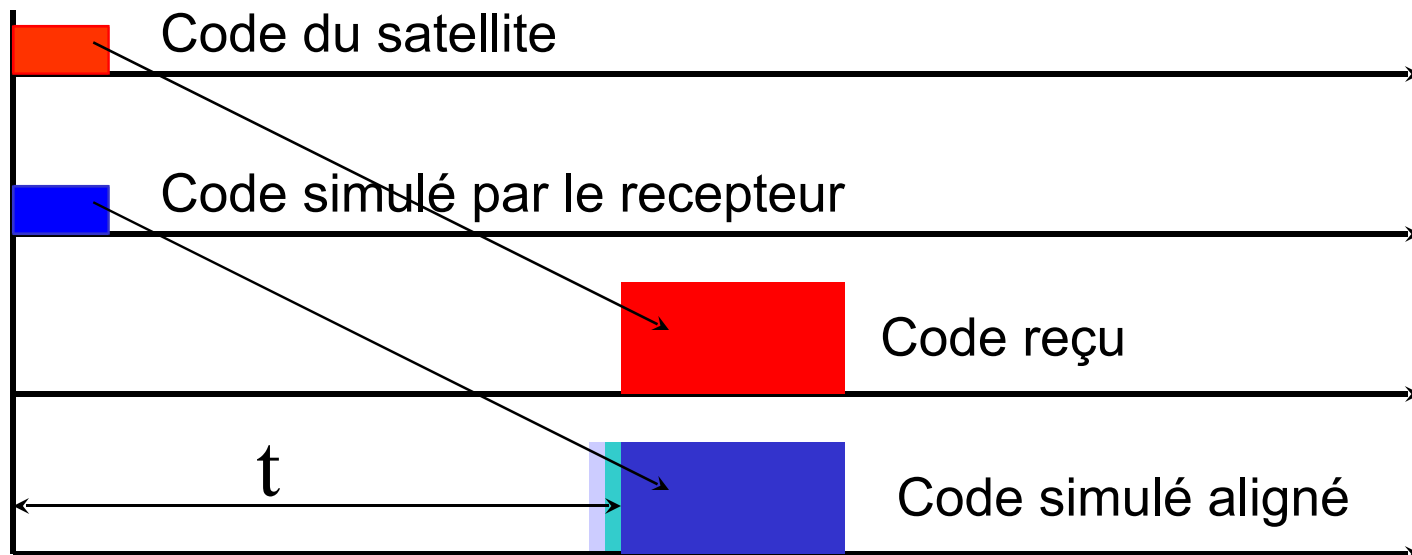 Code du satellite
Code simulé par le recepteur
Code reçu
t
Code simulé aligné